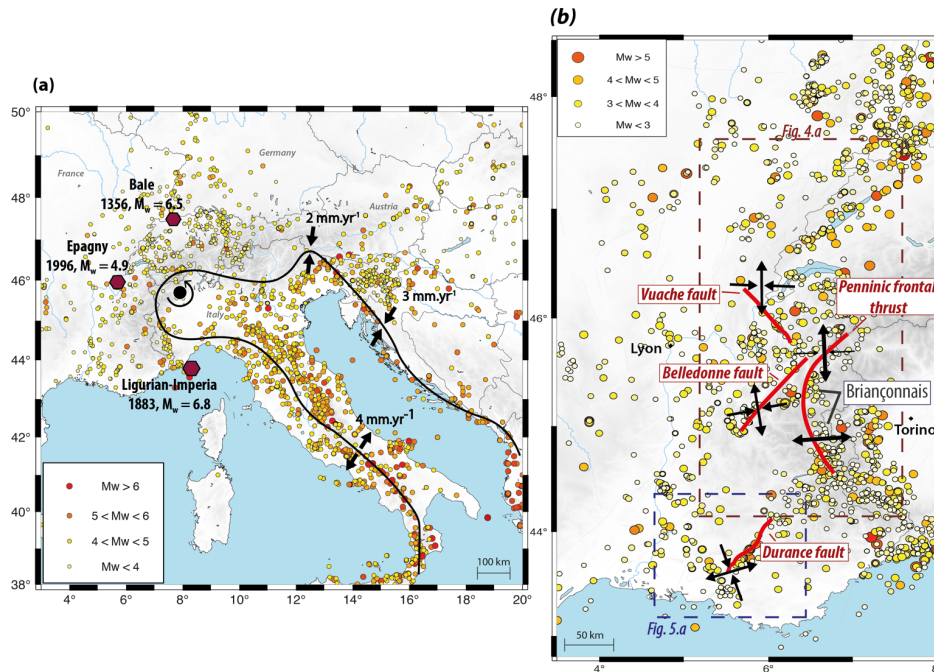 (a)
50°
48°
46°
44°
42°
40°
38°
4°
6°
8°
10°
12°
14°
16°
18°
20°
France
Germany
Austria
Italy
Bale
1356, Mw = 6.5
Epagny
1996, Mw = 4.9
Ligurian-Imperia
1883, Mw = 6.8
2 mm.yr-1
3 mm.yr-1
4 mm.yr-1
Mw > 6
5 < Mw < 6
4 < Mw < 5
Mw < 4
100 km
(b)
Mw > 5
4 < Mw < 5
3 < Mw < 4
Mw < 3
48°
46°
44°
4°
6°
8
Fig. 4.a
Vuache fault
Penninic frontal
thrust
Lyon
Belledonne fault
Briançonnais
Torino
Durance fault
Fig. 5.a
50 km